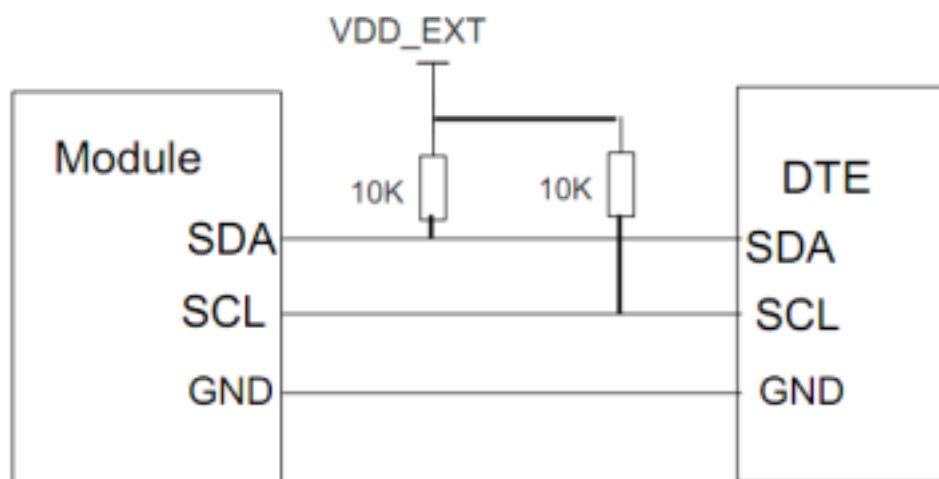 VDD_EXT
Module
10K
10K
DTE
SDA
SDA
SCL
SCL
GND
GND